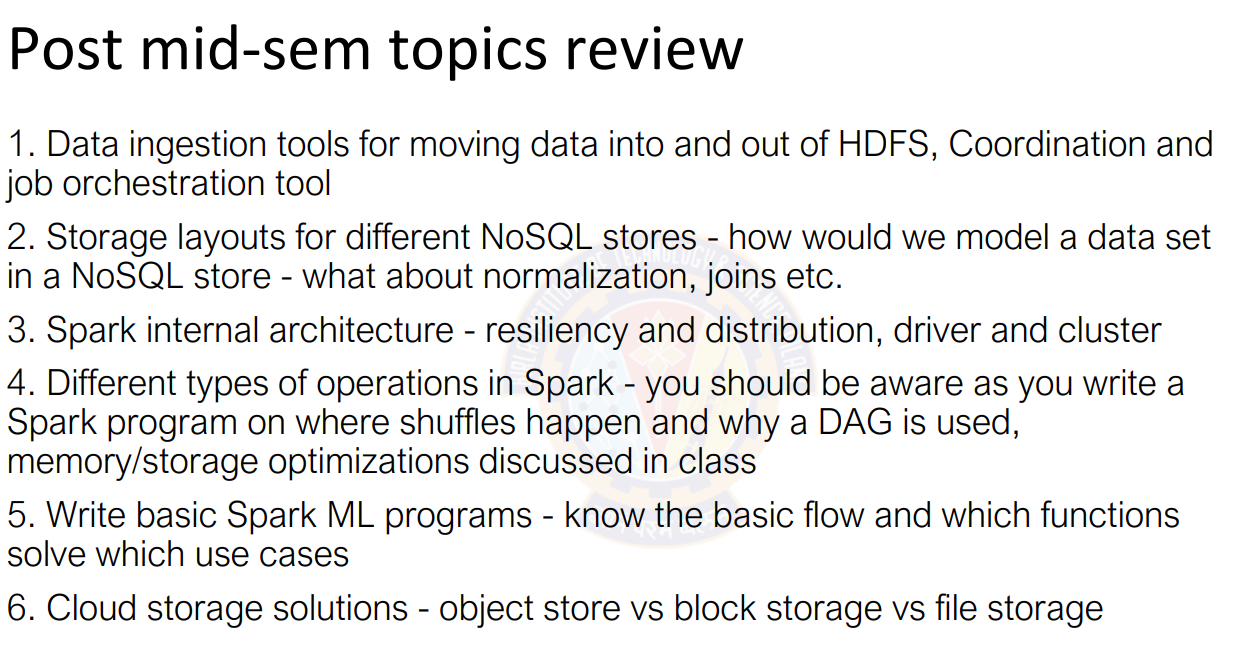 Post mid-sem topics review
1. Data ingestion tools for moving data into and out of HDFS, Coordination and
job orchestration tool
2. Storage layouts for different NoSQL stores - how would we model a data set
in a NoSQL store - what about normalization, joins etc.
3. Spark internal architecture - resiliency and distribution, driver and cluster
4. Different types of operations in Spark - you should be aware as you write a
Spark program on where shuffles happen and why a DAG is used,
memory/storage optimizations discussed in class
5. Write basic Spark ML programs - know the basic flow and which functions
solve which use cases
6. Cloud storage solutions - object store vs block storage vs file storage